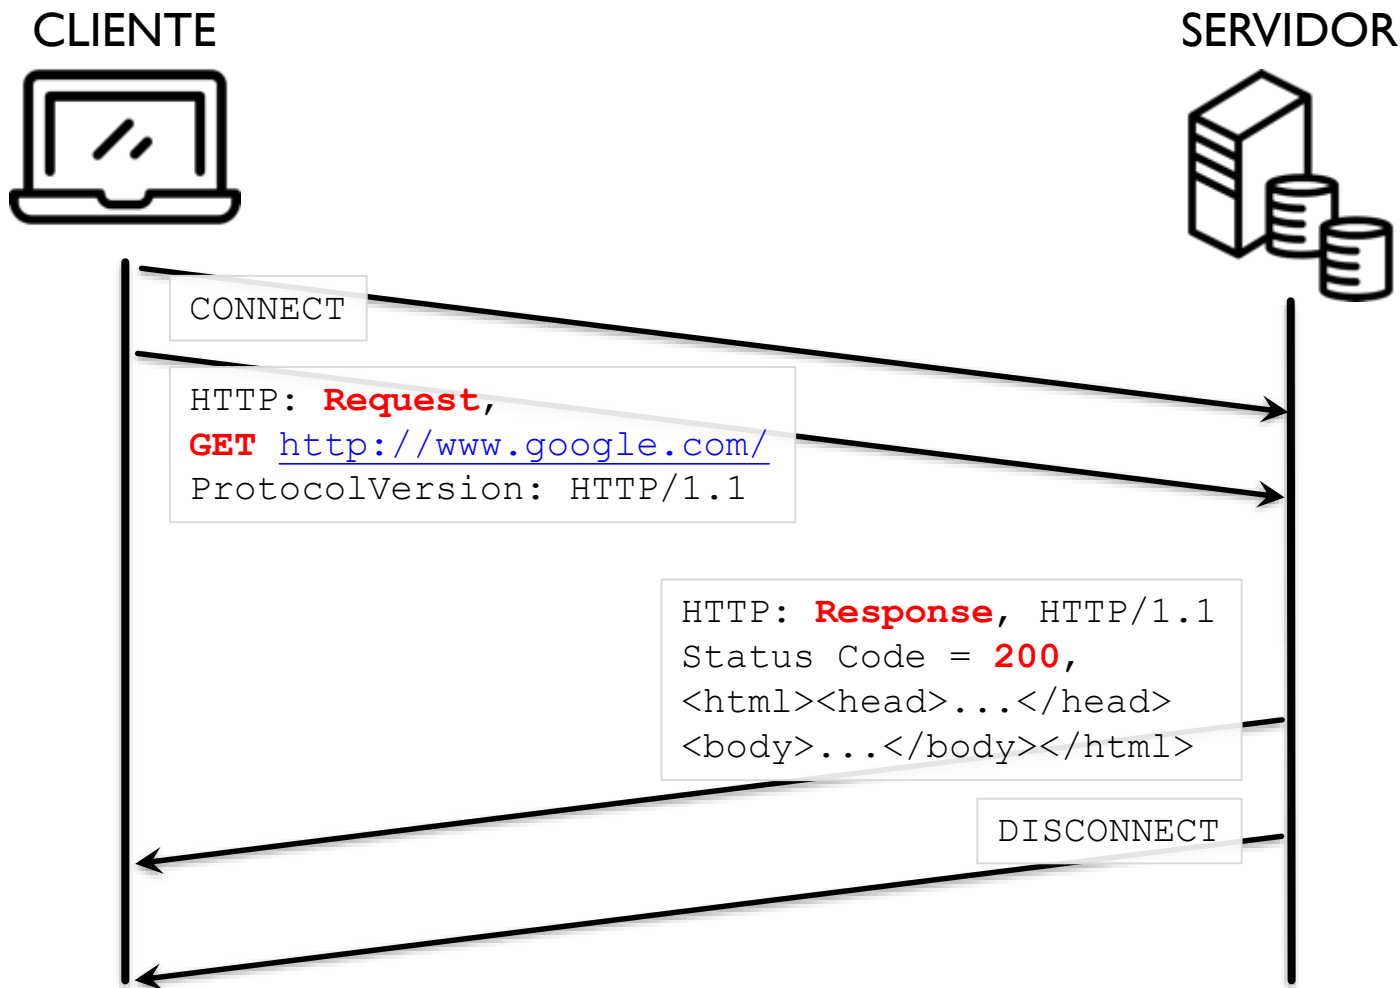 CLIENTE
SERVIDOR
CONNECT
HTTP: Request,
GET http://www.google.com/
ProtocolVersion: HTTP/1.1
HTTP: Response, HTTP/1.1
Status Code = 200,
<html><head>...</head>
<body>...</body></html>
DISCONNECT